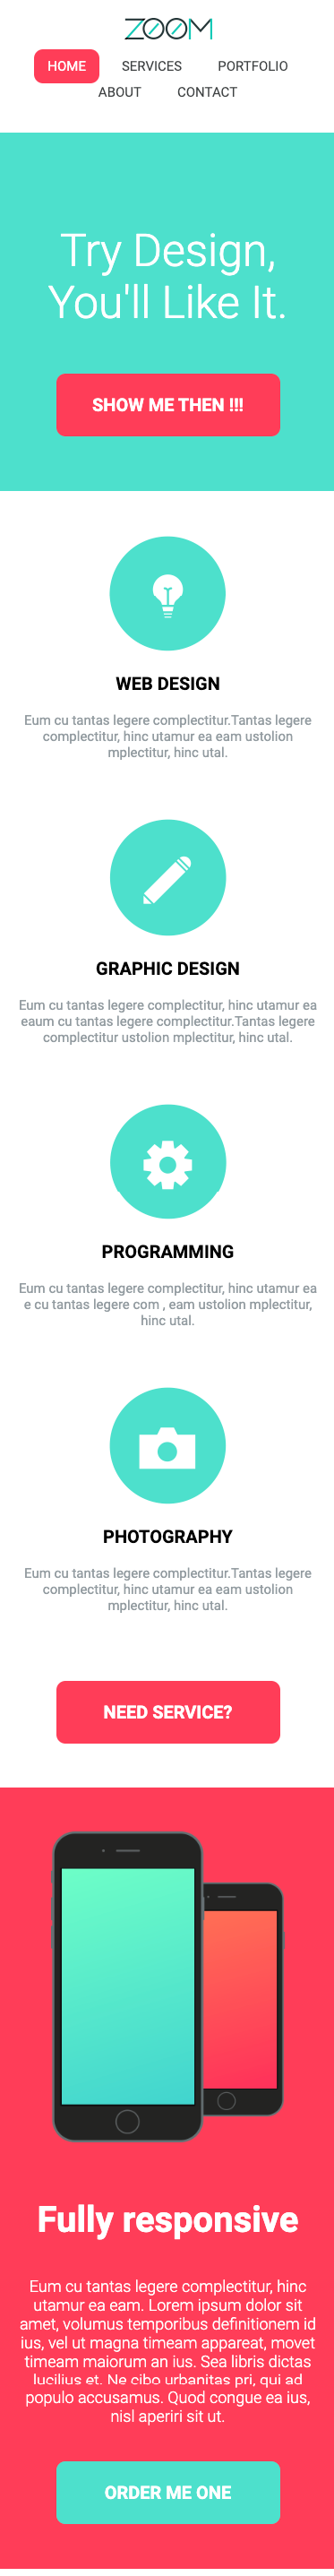 ZOOM
HOME SERVICES PORTFOLIO
ABOUT CONTACT
Try Design,
You'll Like It.
SHOW ME THEN !!!
WEB DESIGN
Eum cu tantas legere complectitur.Tantas legere
complectitur, hinc utamur ea eam ustolion
mplectitur, hinc utal.
GRAPHIC DESIGN
Eum cu tantas legere complectitur, hinc utamur ea
eaum cu tantas legere complectitur.Tantas legere
complectitur ustolion mplectitur, hinc utal.
PROGRAMMING
Eum cu tantas legere complectitur, hinc utamur ea
e cu tantas legere com , eam ustolion mplectitur,
hinc utal.
PHOTOGRAPHY
Eum cu tantas legere complectitur.Tantas legere
complectitur, hinc utamur ea eam ustolion
mplectitur, hinc utal.
NEED SERVICE?
Fully responsive
Eum cu tantas legere complectitur, hinc
utamur ea eam. Lorem ipsum dolor sit
amet, volumus temporibus definitionem id
ius, vel ut magna timeam appareat, movet
timeam maiorum an ius. Sea libris dictas
lucilius et. Ne cibo urbanitas pri, qui ad
populo accusamus. Quod congue ea ius,
nisl aperiri sit ut.
ORDER ME ONE